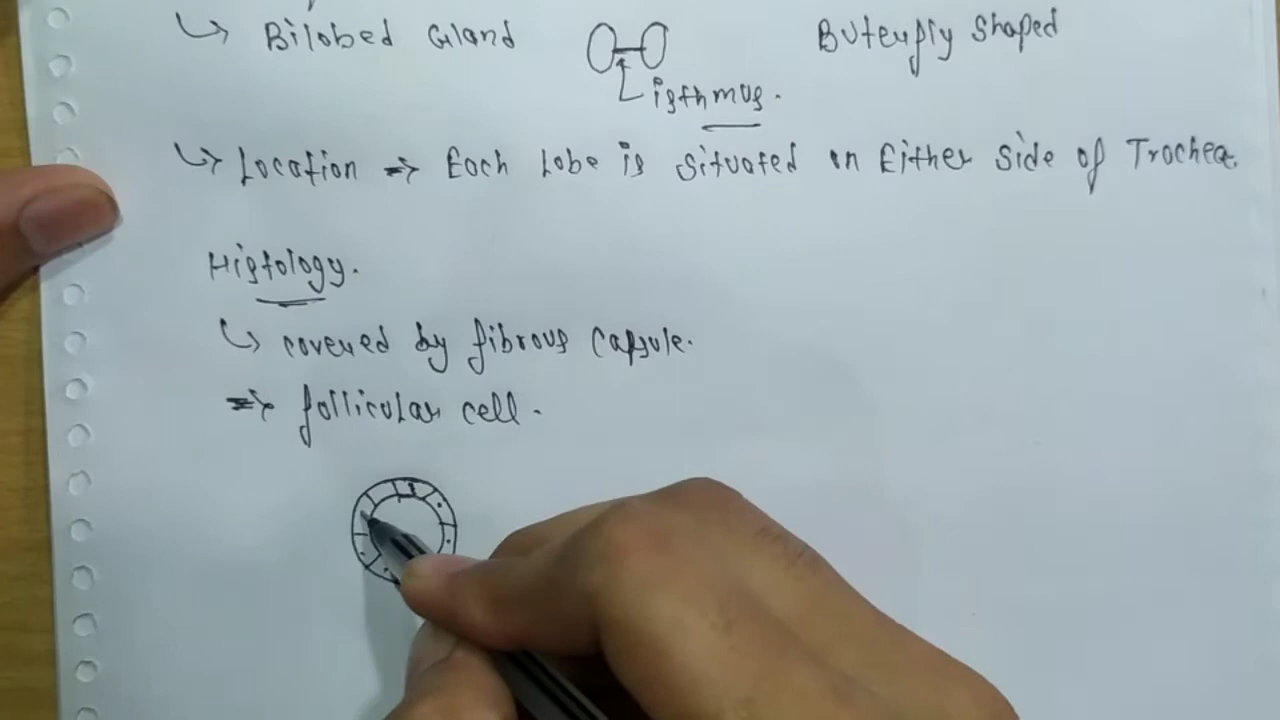 ↳ Bilobed Gland Buterfly Shaped
isthmus.
↳ Location ⇒ Each Lobe is situated on Either Side of Trachea.
Histology.
↳ covered by fibrous capsule.
⇒ follicular cell.